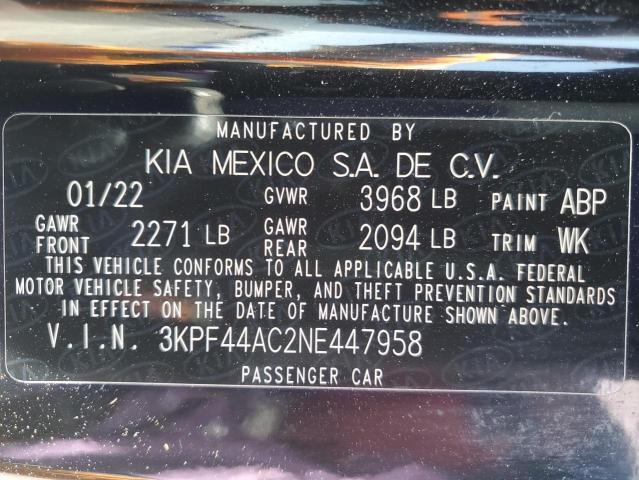 MANUFACTURED BY
KIA MEXICO S.A. DE C.V.
01/22 GVWR 3968 LB PAINT ABP
GAWR FRONT 2271 LB GAWR REAR 2094 LB TRIM WK
THIS VEHICLE CONFORMS TO ALL APPLICABLE U.S.A. FEDERAL
MOTOR VEHICLE SAFETY, BUMPER, AND THEFT PREVENTION STANDARDS
IN EFFECT ON THE DATE OF MANUFACTURE SHOWN ABOVE.
V.I.N. 3KPF44AC2NE447958
PASSENGER CAR